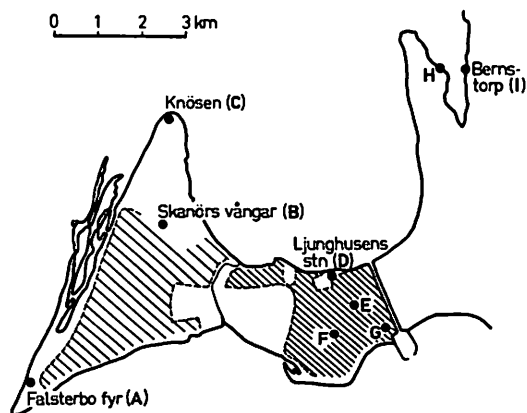 0 1 2 3 km
Knösen (C)
H
Berns-
torp (I)
Skanörs vångar (B)
Ljunghusens
stn (D)
E
F
G
Falsterbo fyr (A)